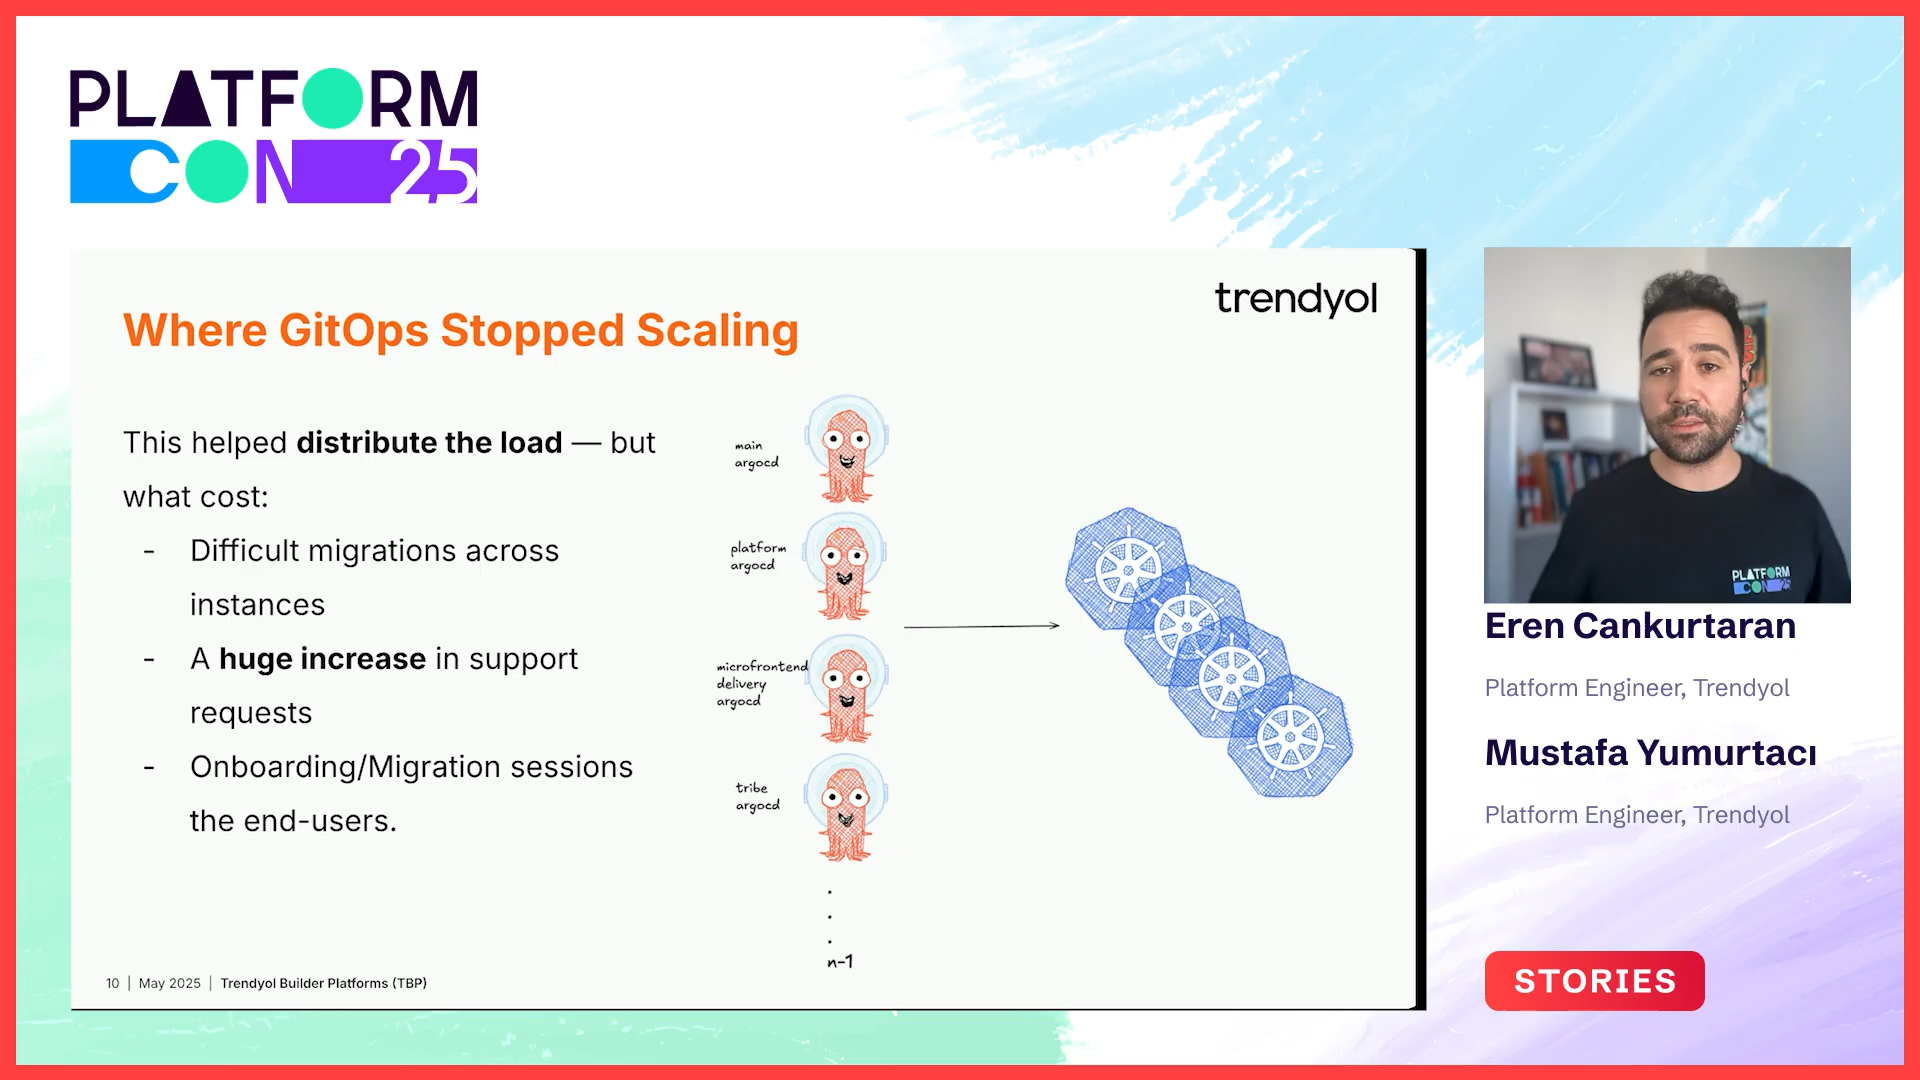 PLATFORM
CON 25
trendyol
Where GitOps Stopped Scaling
This helped distribute the load — but
what cost:
- Difficult migrations across
instances
- A huge increase in support
requests
- Onboarding/Migration sessions
the end-users.
main
argocd
platform
argocd
microfrontend
delivery
argocd
tribe
argocd
.
.
.
n-1
10 | May 2025 | Trendyol Builder Platforms (TBP)
PLATFORM
CON 25
Eren Cankurtaran
Platform Engineer, Trendyol
Mustafa Yumurtacı
Platform Engineer, Trendyol
STORIES